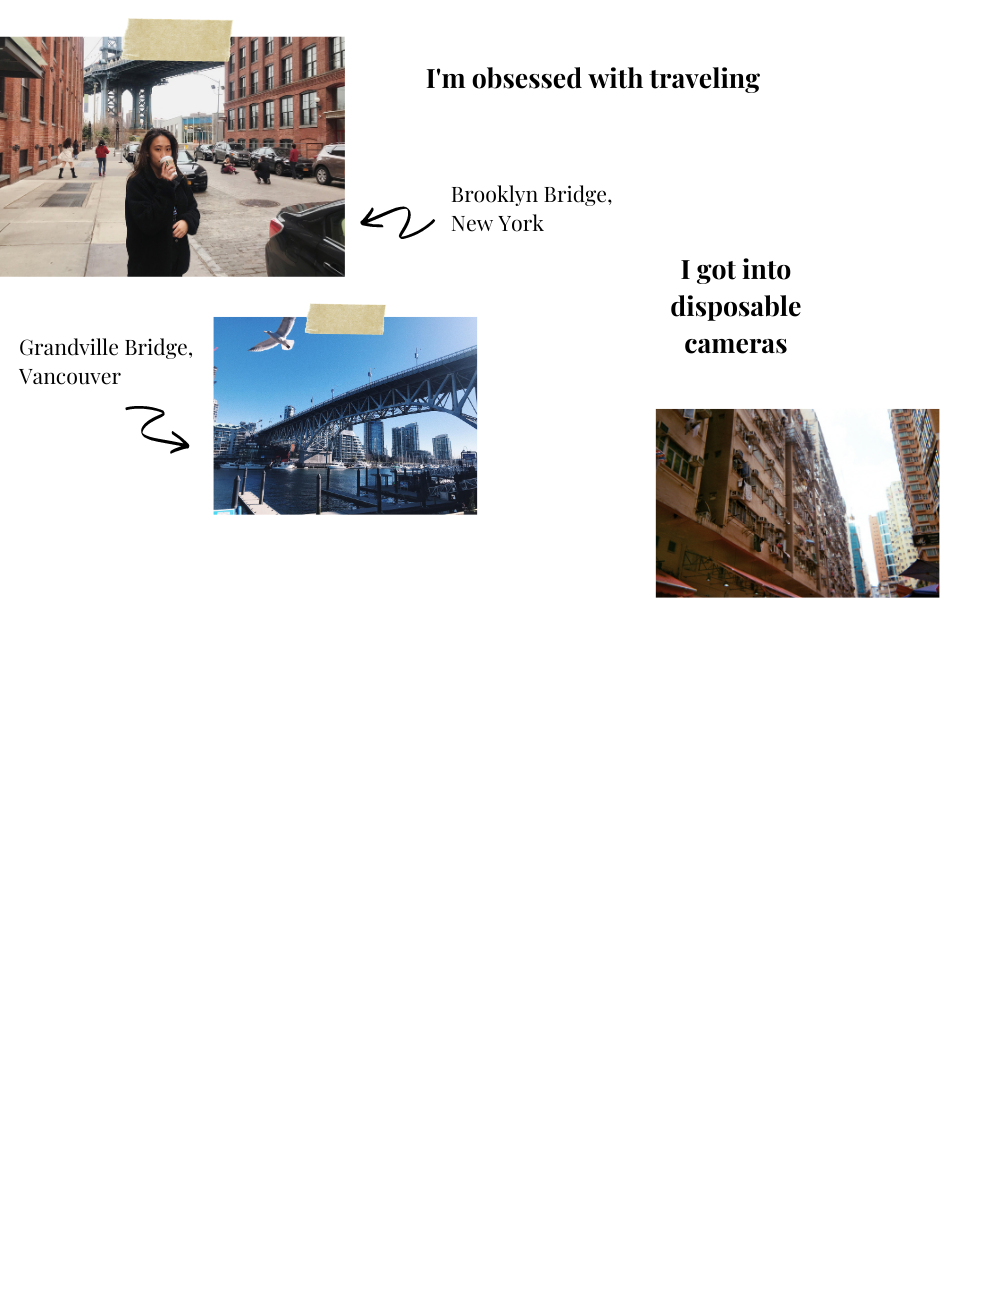 I'm obsessed with traveling
Brooklyn Bridge,
New York
I got into
disposable
cameras
Grandville Bridge,
Vancouver